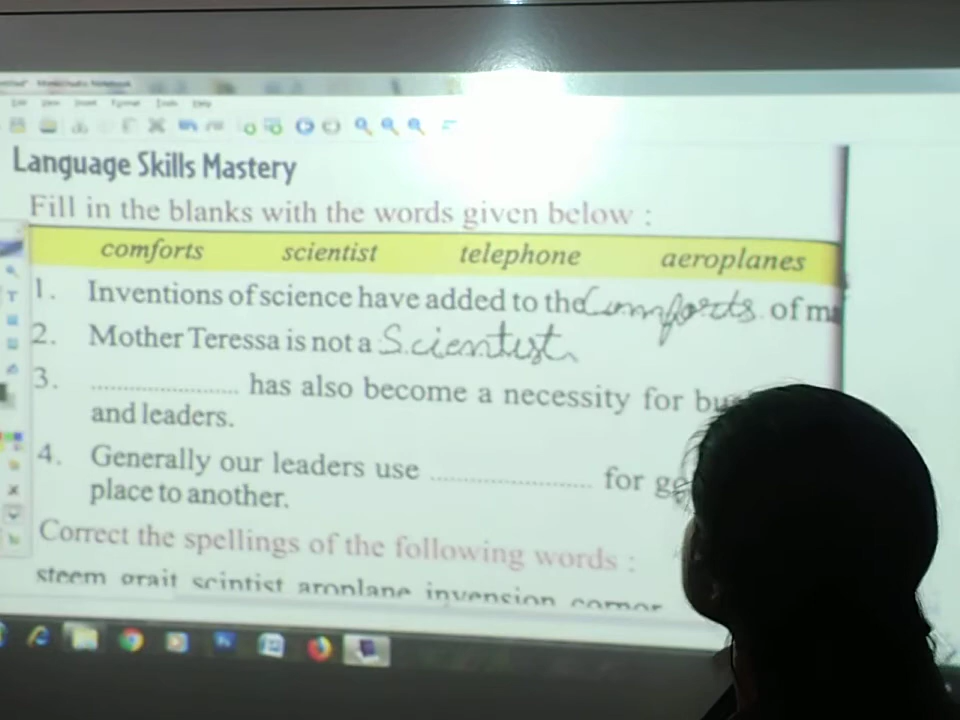 Language Skills Mastery
Fill in the blanks with the words given below :
comforts scientist telephone aeroplanes
1. Inventions of science have added to the Comforts of m
2. Mother Teressa is not a Scientist
3. .................... has also become a necessity for bu
and leaders.
4. Generally our leaders use ...................... for g
place to another.
Correct the spellings of the following words :
steem grait scintist aronlane invension